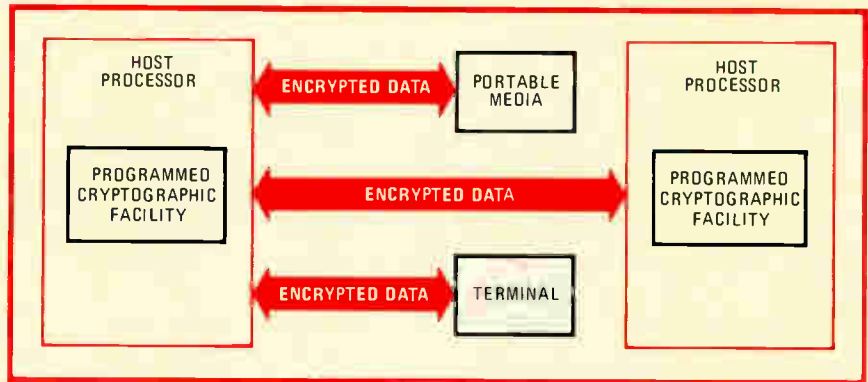 HOST
PROCESSOR
PROGRAMMED
CRYPTOGRAPHIC
FACILITY
ENCRYPTED DATA
PORTABLE
MEDIA
ENCRYPTED DATA
ENCRYPTED DATA
TERMINAL
HOST
PROCESSOR
PROGRAMMED
CRYPTOGRAPHIC
FACILITY